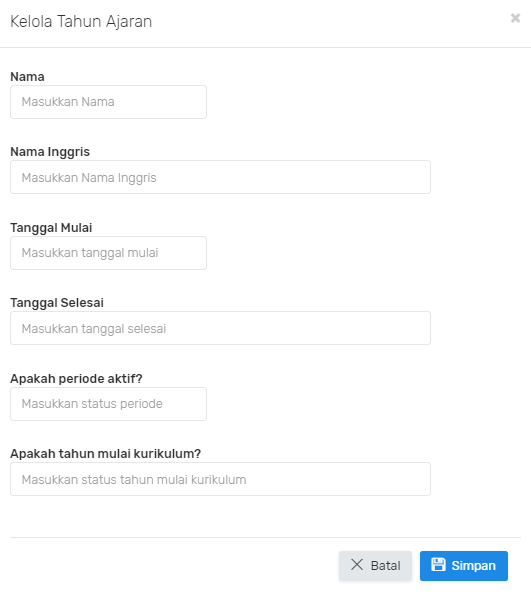 Kelola Tahun Ajaran
Nama
Masukkan Nama
Nama Inggris
Masukkan Nama Inggris
Tanggal Mulai
Masukkan tanggal mulai
Tanggal Selesai
Masukkan tanggal selesai
Apakah periode aktif?
Masukkan status periode
Apakah tahun mulai kurikulum?
Masukkan status tahun mulai kurikulum
Batal Simpan